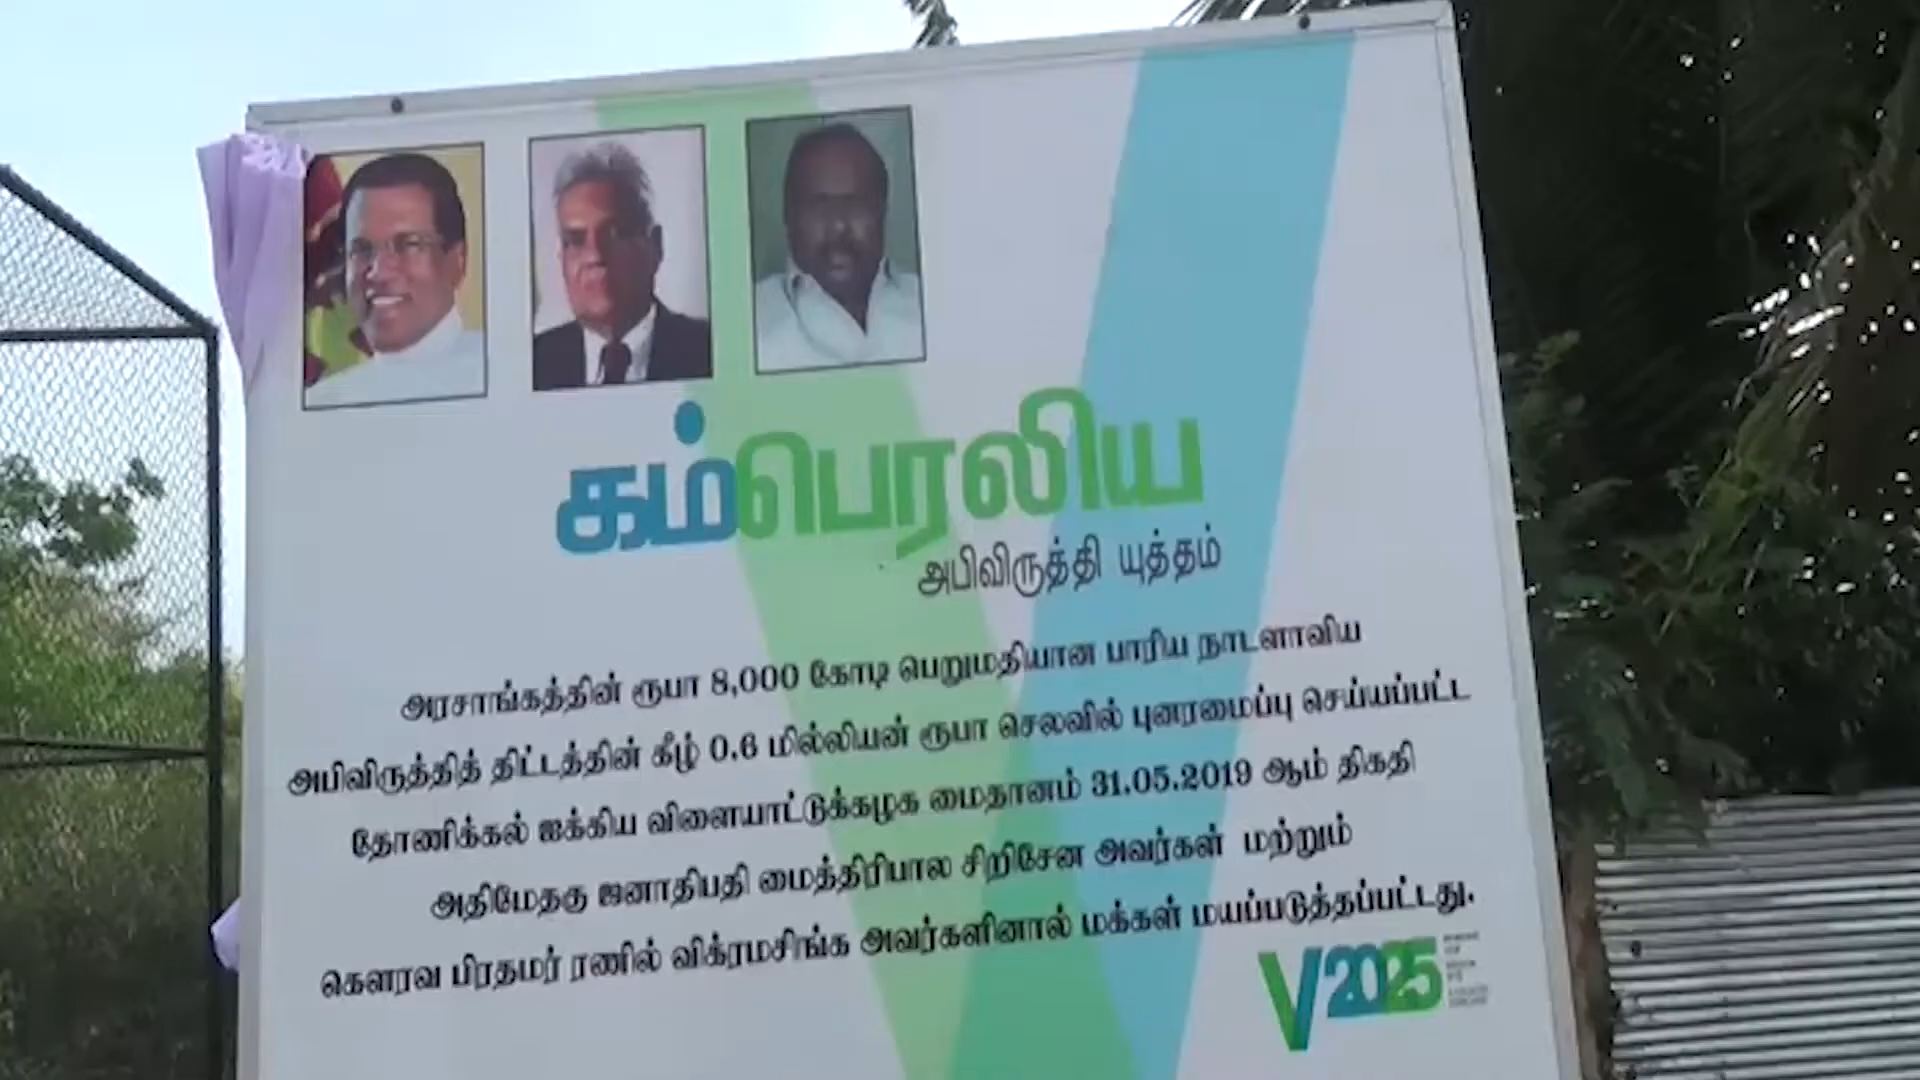 கம்பெரலிய
அபிவிருத்தி யுத்தம்
அரசாங்கத்தின் ரூபா 8,000 கோடி பெறுமதியான பாரிய நாடளாவிய
அபிவிருத்தித் திட்டத்தின் கீழ் 0.6 மில்லியன் ரூபா செலவில் புனரமைப்பு செய்யப்பட்ட
தோணிக்கல் ஐக்கிய விளையாட்டுக்கழக மைதானம் 31.05.2019 ஆம் திகதி
அதிமேதகு ஜனாதிபதி மைத்திரிபால சிறிசேன அவர்கள் மற்றும்
கௌரவ பிரதமர் ரணில் விக்ரமசிங்க அவர்களினால் மக்கள் மயப்படுத்தப்பட்டது.
V2025